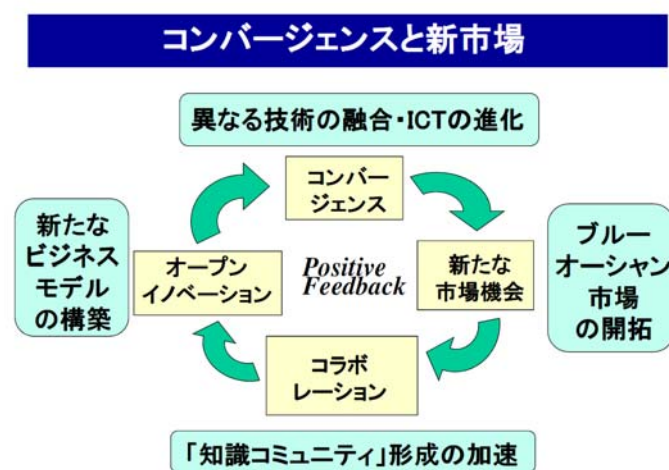 コンバージェンスと新市場
異なる技術の融合・ICTの進化
コンバー
ジェンス
新たな
ビジネス
モデル
の構築
オープン
イノベーション
Positive
Feedback
新たな
市場機会
ブルー
オーシャン
市場
の開拓
コラボ
レーション
「知識コミュニティ」形成の加速